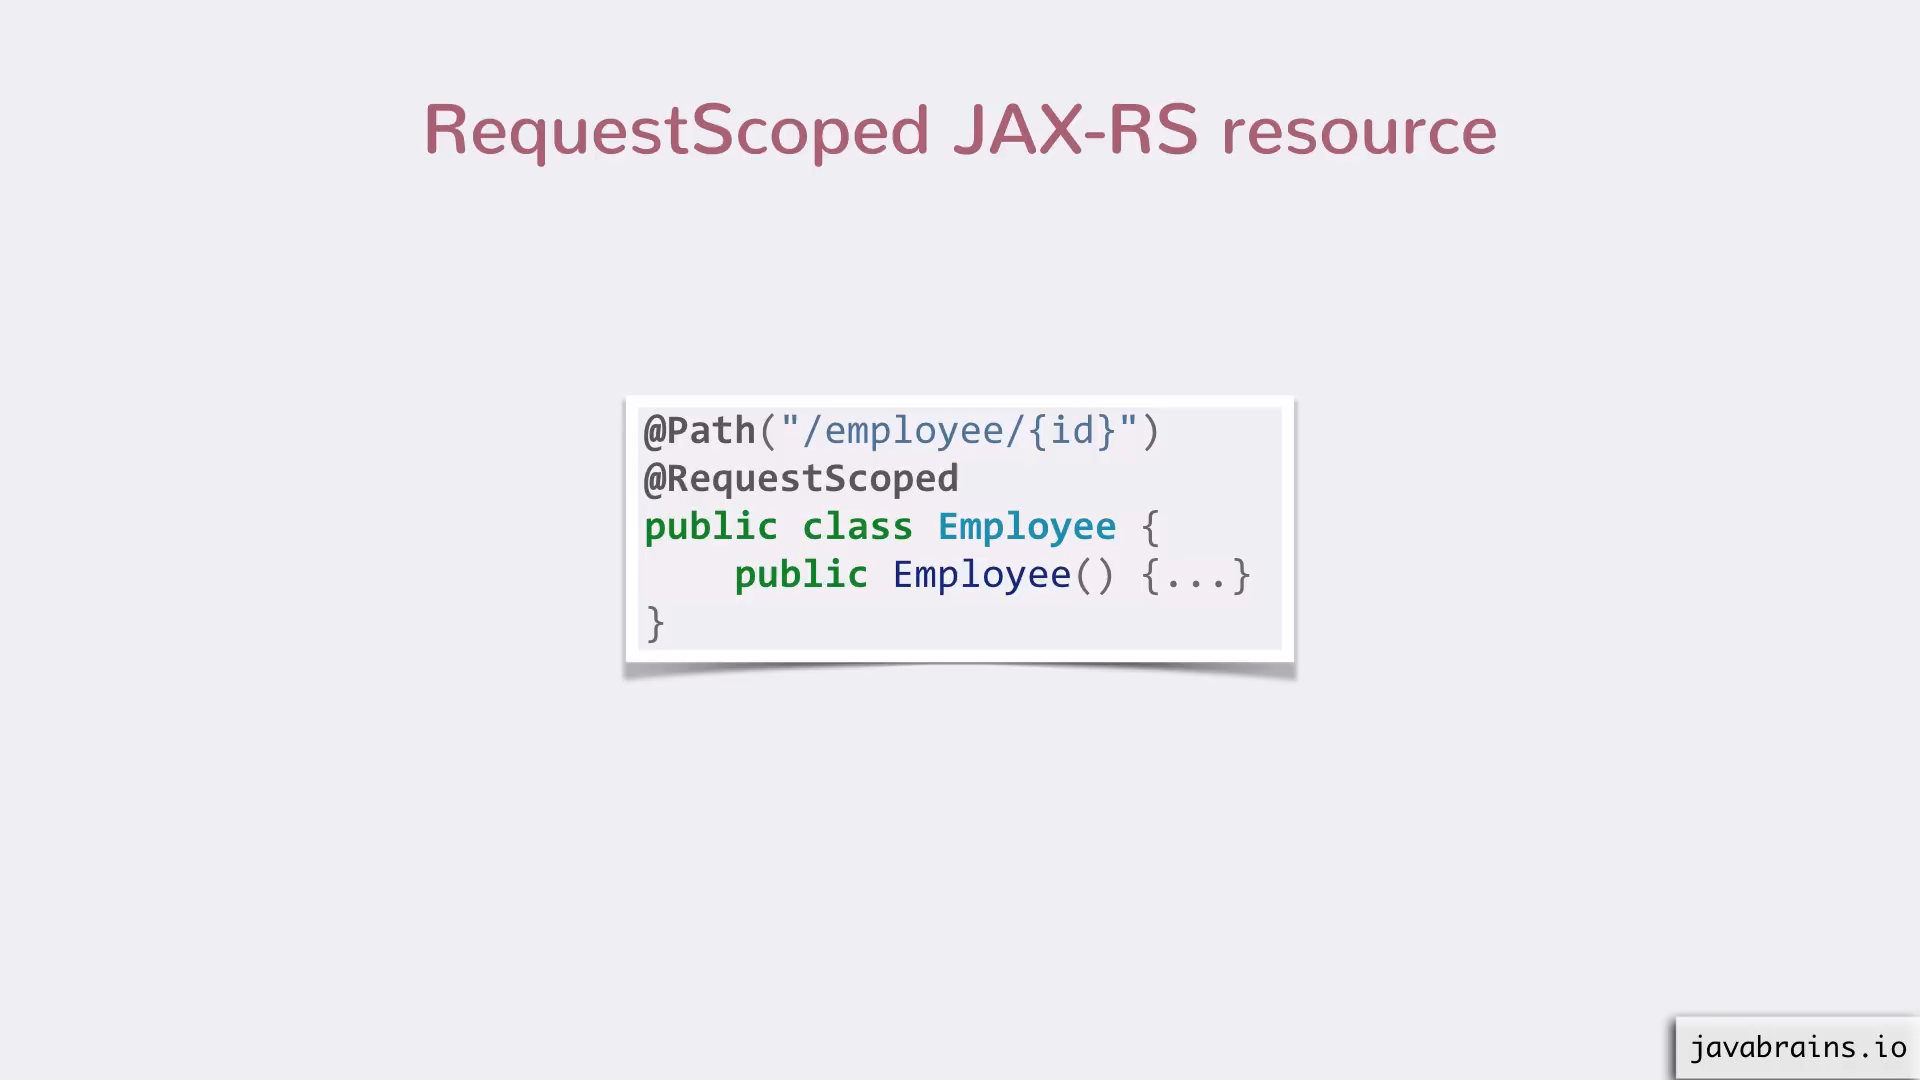 RequestScoped JAX-RS resource
@Path("/employee/{id}")
@RequestScoped
public class Employee {
    public Employee() {...}
}
javabrains.io